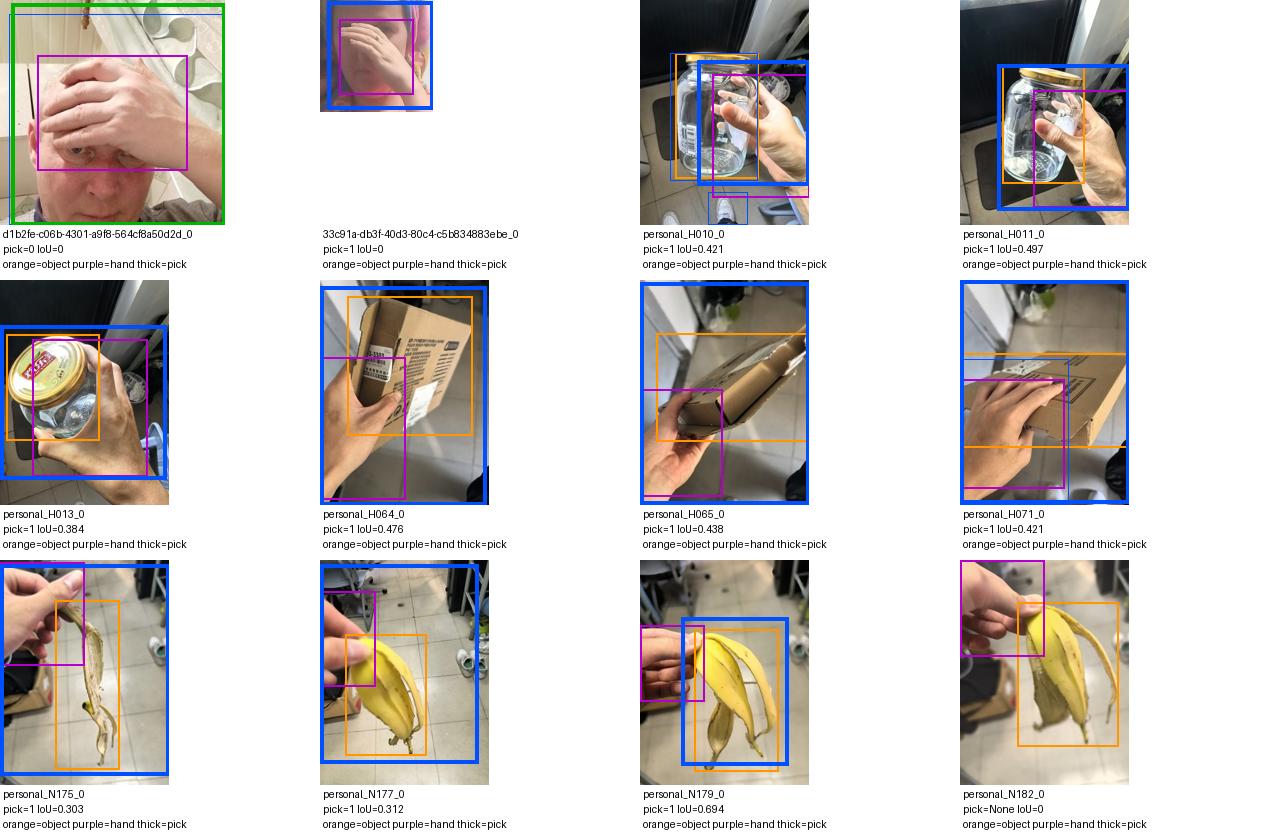 d1b2fe-c06b-4301-a9f8-564cf8a50d2d_0
pick=0 IoU=0
orange=object purple=hand thick=pick
33c91a-db3f-40d3-80c4-c5b834883ebe_0
pick=1 IoU=0
orange=object purple=hand thick=pick
personal_H010_0
pick=1 IoU=0.421
orange=object purple=hand thick=pick
personal_H011_0
pick=1 IoU=0.497
orange=object purple=hand thick=pick
personal_H013_0
pick=1 IoU=0.384
orange=object purple=hand thick=pick
personal_H064_0
pick=1 IoU=0.476
orange=object purple=hand thick=pick
personal_H065_0
pick=1 IoU=0.438
orange=object purple=hand thick=pick
personal_H071_0
pick=1 IoU=0.421
orange=object purple=hand thick=pick
personal_N175_0
pick=1 IoU=0.303
orange=object purple=hand thick=pick
personal_N177_0
pick=1 IoU=0.312
orange=object purple=hand thick=pick
personal_N179_0
pick=1 IoU=0.694
orange=object purple=hand thick=pick
personal_N182_0
pick=None IoU=0
orange=object purple=hand thick=pick